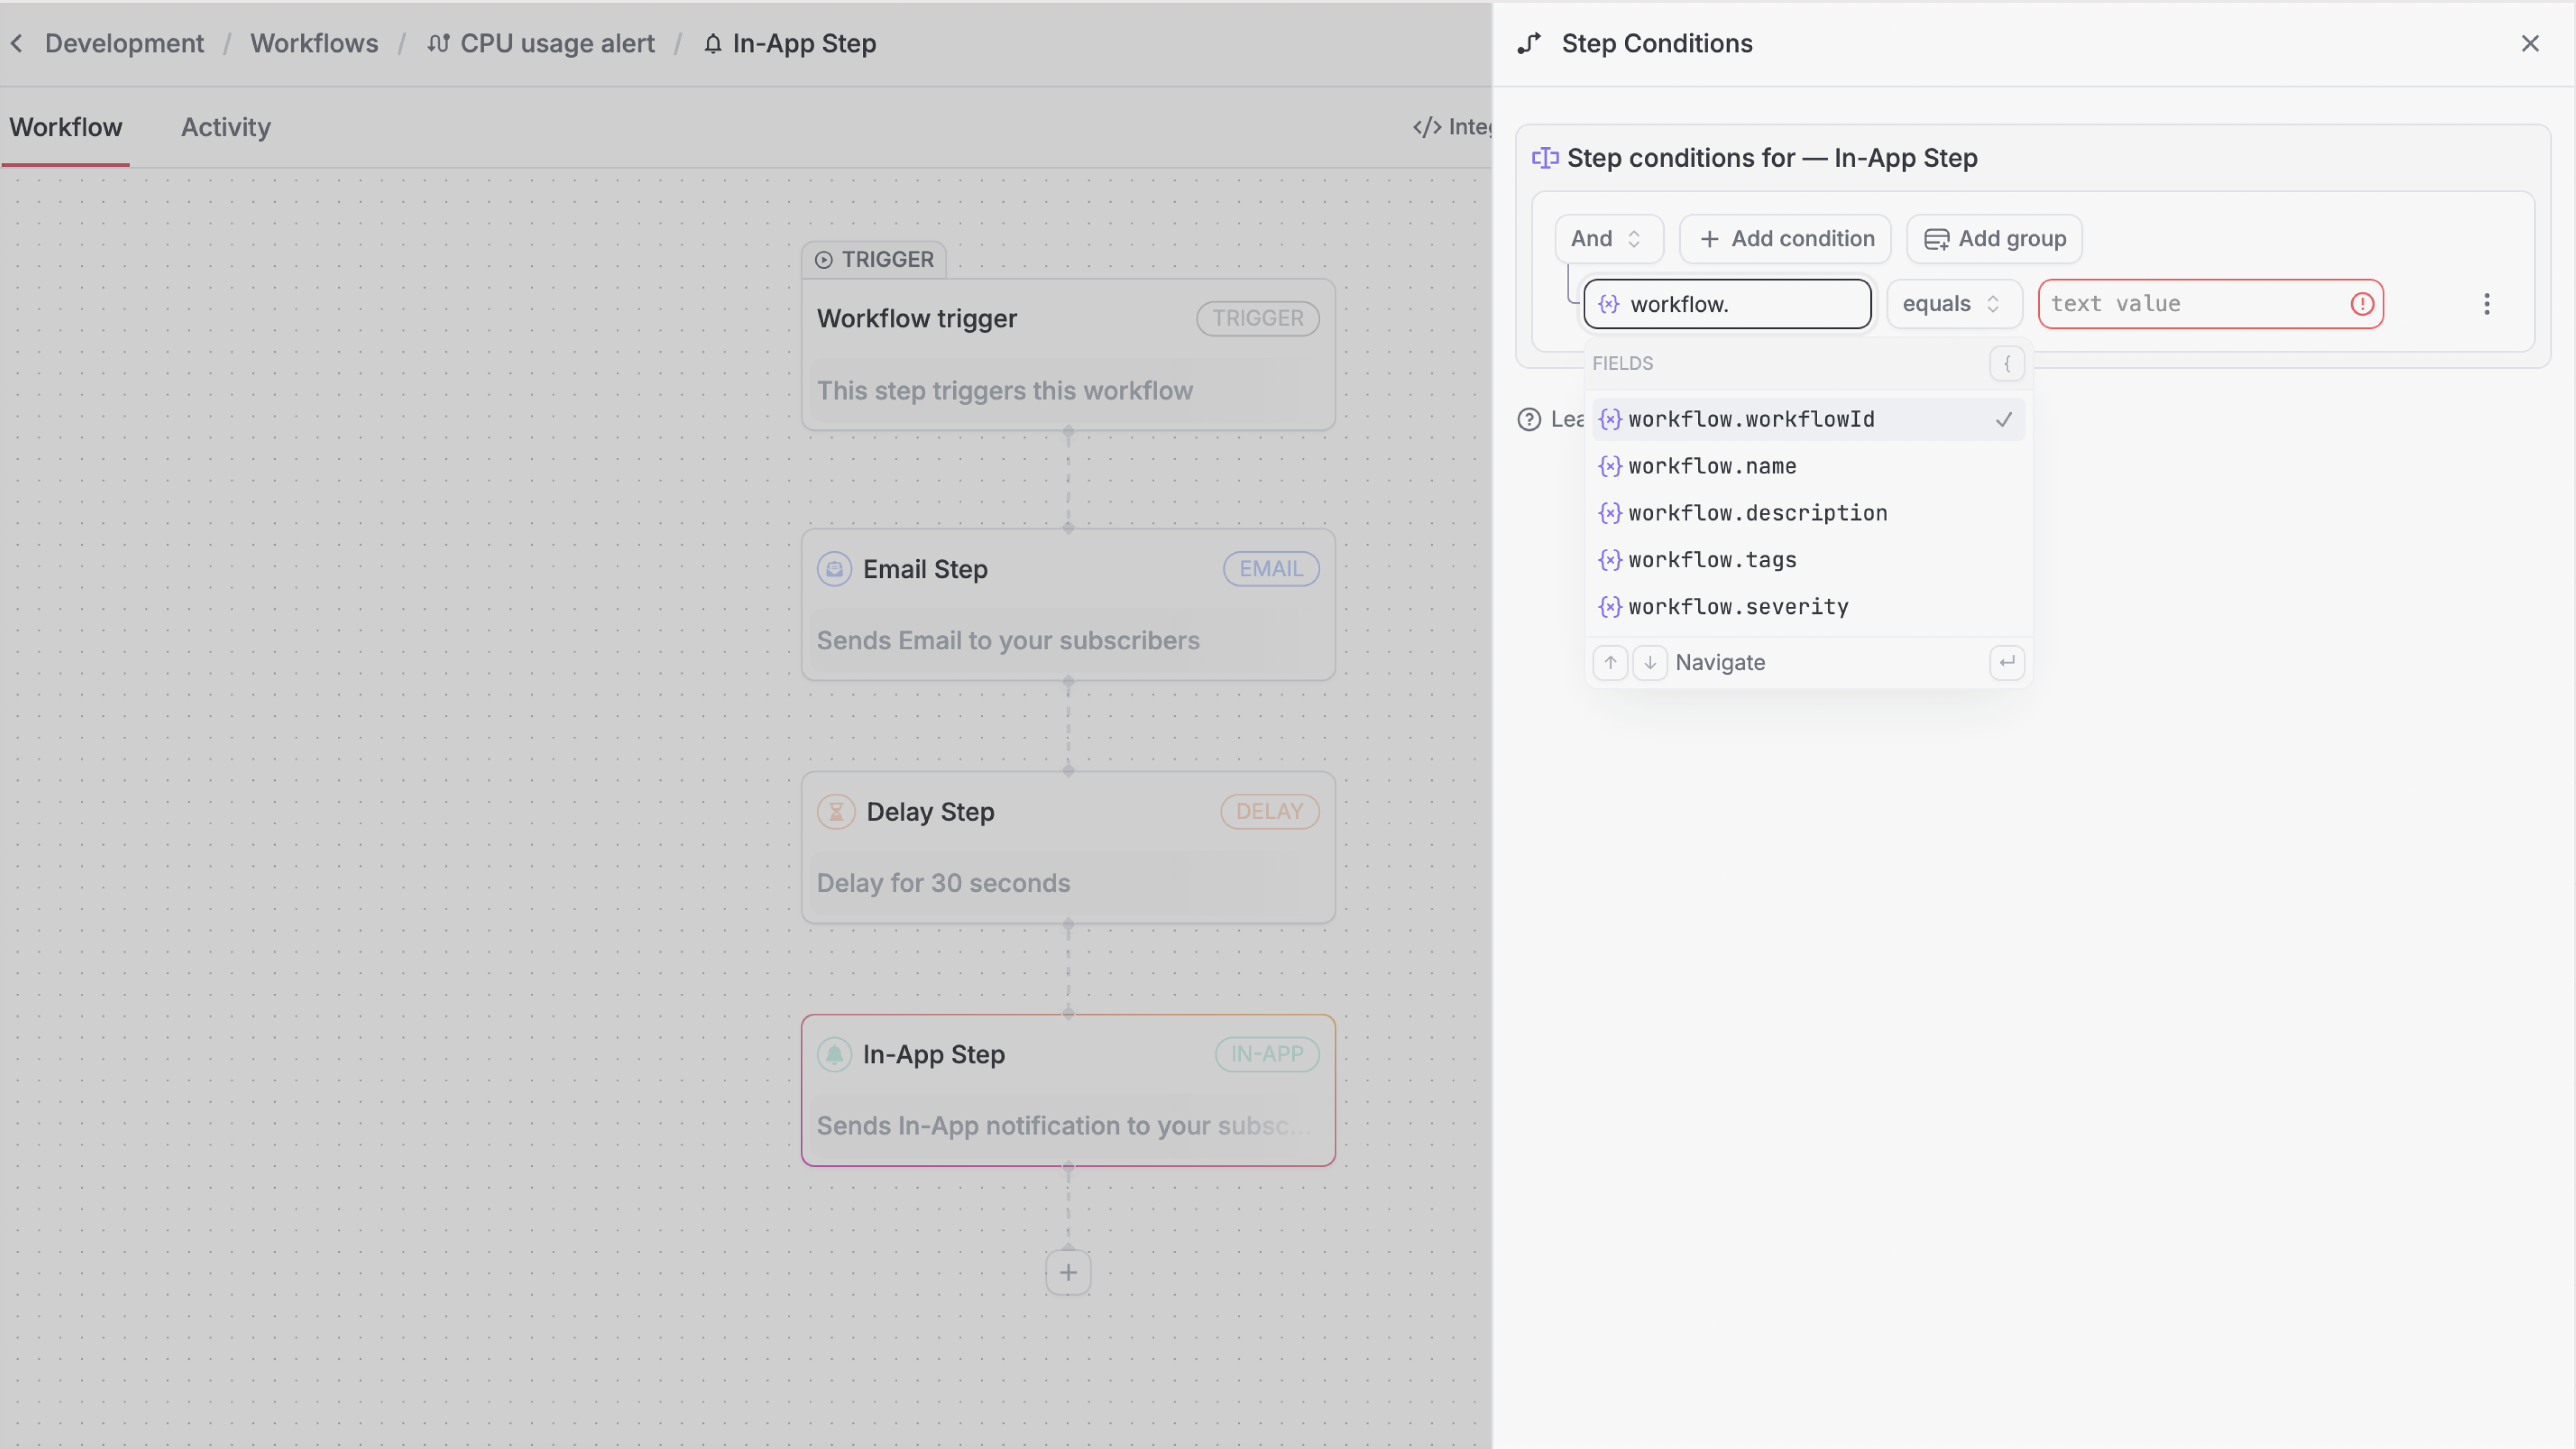 Development / Workflows / CPU usage alert / In-App Step
Workflow Activity </> Integ
TRIGGER
Workflow trigger TRIGGER
This step triggers this workflow
Email Step EMAIL
Sends Email to your subscribers
Delay Step DELAY
Delay for 30 seconds
In-App Step IN-APP
Sends In-App notification to your subsc...
Step Conditions
Step conditions for — In-App Step
And Add condition Add group
{x} workflow. equals text value
FIELDS {
Lea
{x} workflow.workflowId
{x} workflow.name
{x} workflow.description
{x} workflow.tags
{x} workflow.severity
Navigate